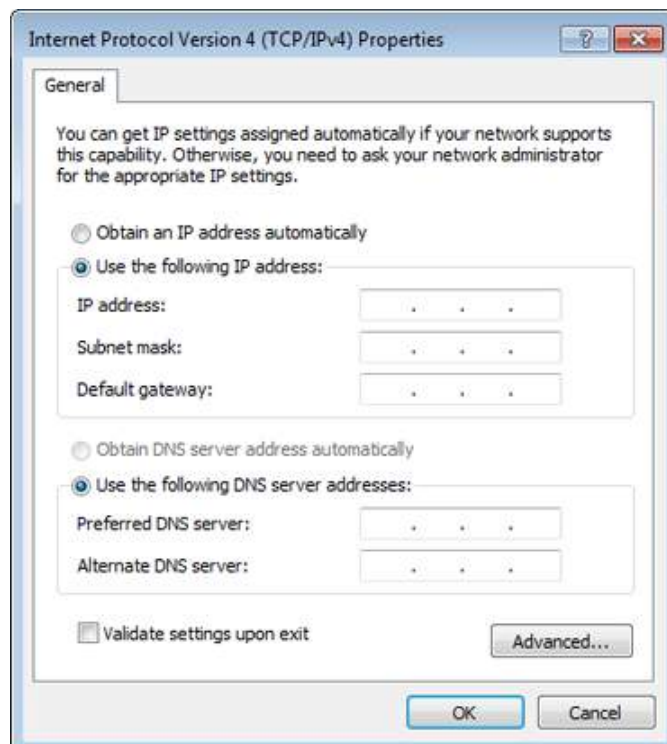 Internet Protocol Version 4 (TCP/IPv4) Properties
General
You can get IP settings assigned automatically if your network supports
this capability. Otherwise, you need to ask your network administrator
for the appropriate IP settings.
Obtain an IP address automatically
Use the following IP address:
IP address: . . .
Subnet mask: . . .
Default gateway: . . .
Obtain DNS server address automatically
Use the following DNS server addresses:
Preferred DNS server: . . .
Alternate DNS server: . . .
Validate settings upon exit
Advanced...
OK Cancel